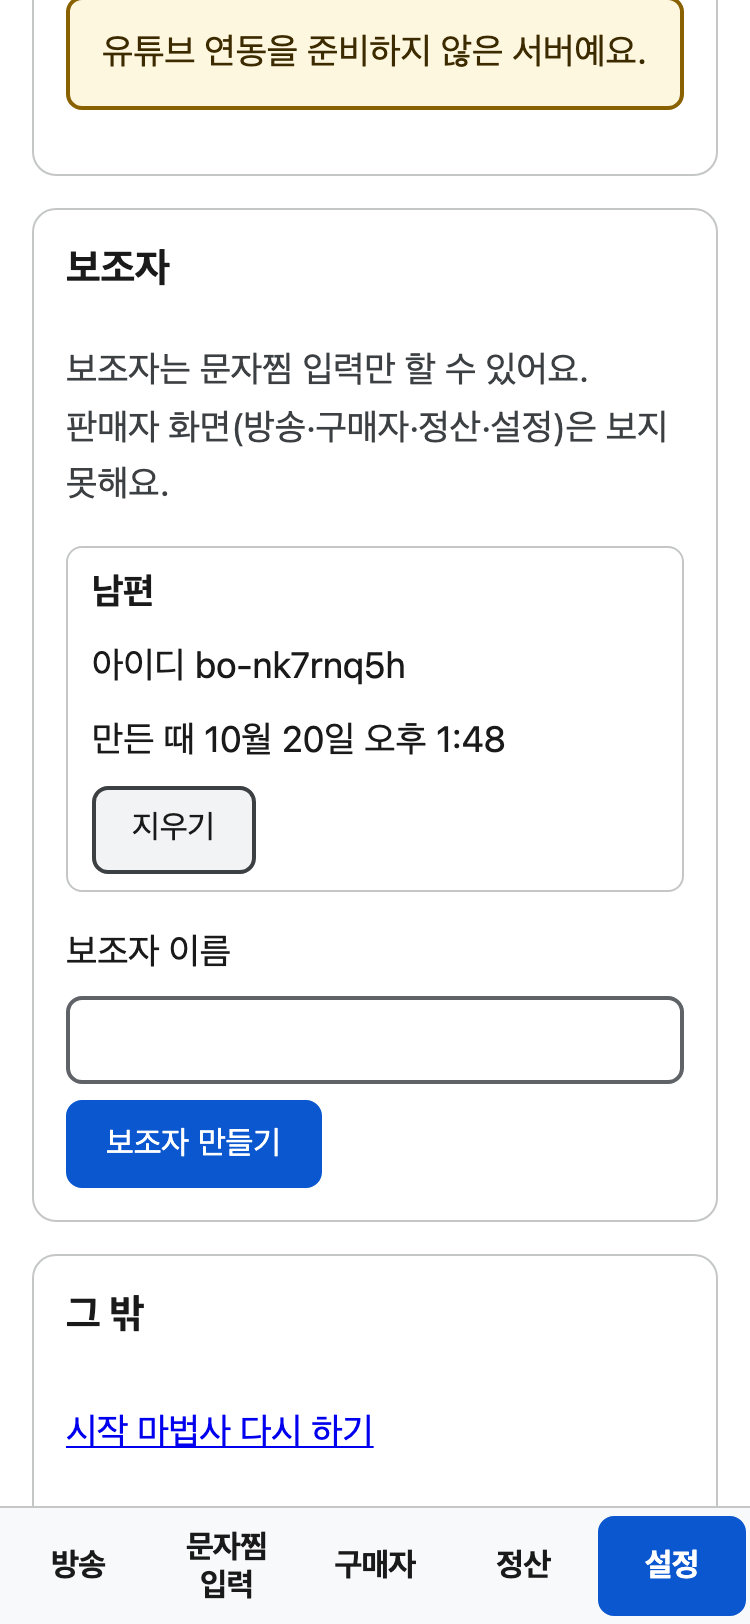 유튜브 연동을 준비하지 않은 서버예요.
보조자
보조자는 문자찜 입력만 할 수 있어요.
판매자 화면(방송·구매자·정산·설정)은 보지
못해요.
남편
아이디 bo-nk7rnq5h
만든 때 10월 20일 오후 1:48
지우기
보조자 이름
보조자 만들기
그 밖
시작 마법사 다시 하기
방송
문자찜
입력
구매자
정산
설정